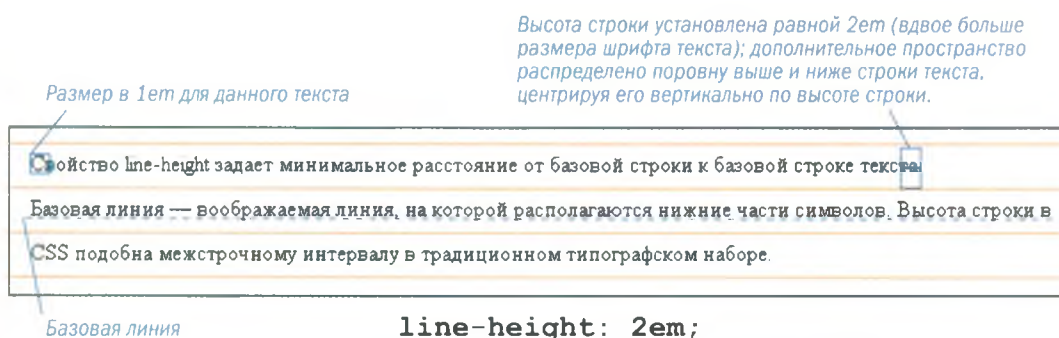 Высота строки установлена равной 2em (вдвое больше
размера шрифта текста); дополнительное пространство
распределено поровну выше и ниже строки текста,
центрируя его вертикально по высоте строки.
Размер в 1em для данного текста
Свойство line-height задает минимальное расстояние от базовой строки к базовой строке текста.
Базовая линия — воображаемая линия, на которой располагаются нижние части символов. Высота строки в
CSS подобна межстрочному интервалу в традиционном типографском наборе.
Базовая линия
line-height: 2em;